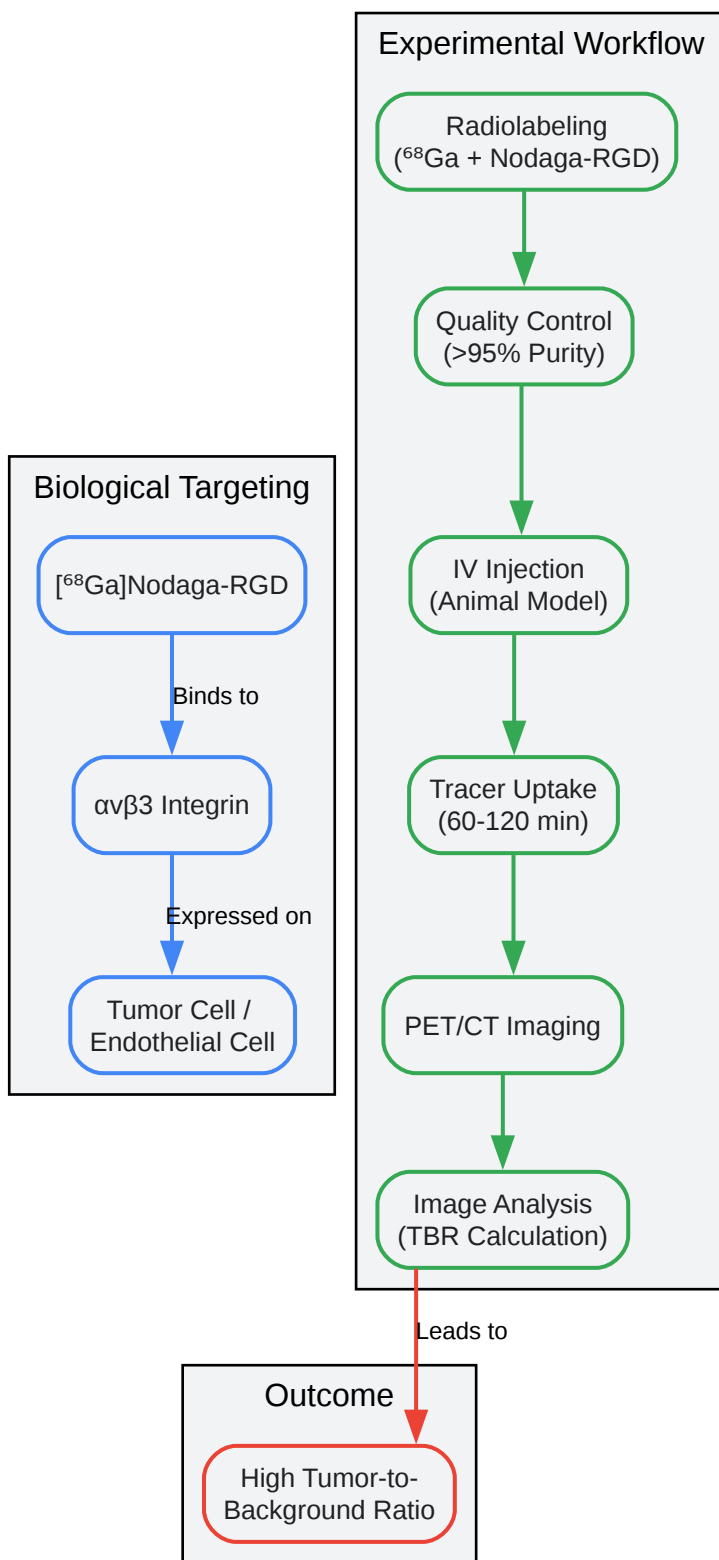 Experimental Workflow
Radiolabeling
(⁶⁸Ga + Nodaga-RGD)
Quality Control
(>95% Purity)
IV Injection
(Animal Model)
Tracer Uptake
(60-120 min)
PET/CT Imaging
Image Analysis
(TBR Calculation)
Biological Targeting
[⁶⁸Ga]Nodaga-RGD
Binds to
αvβ3 Integrin
Expressed on
Tumor Cell /
Endothelial Cell
Leads to
Outcome
High Tumor-to-
Background Ratio